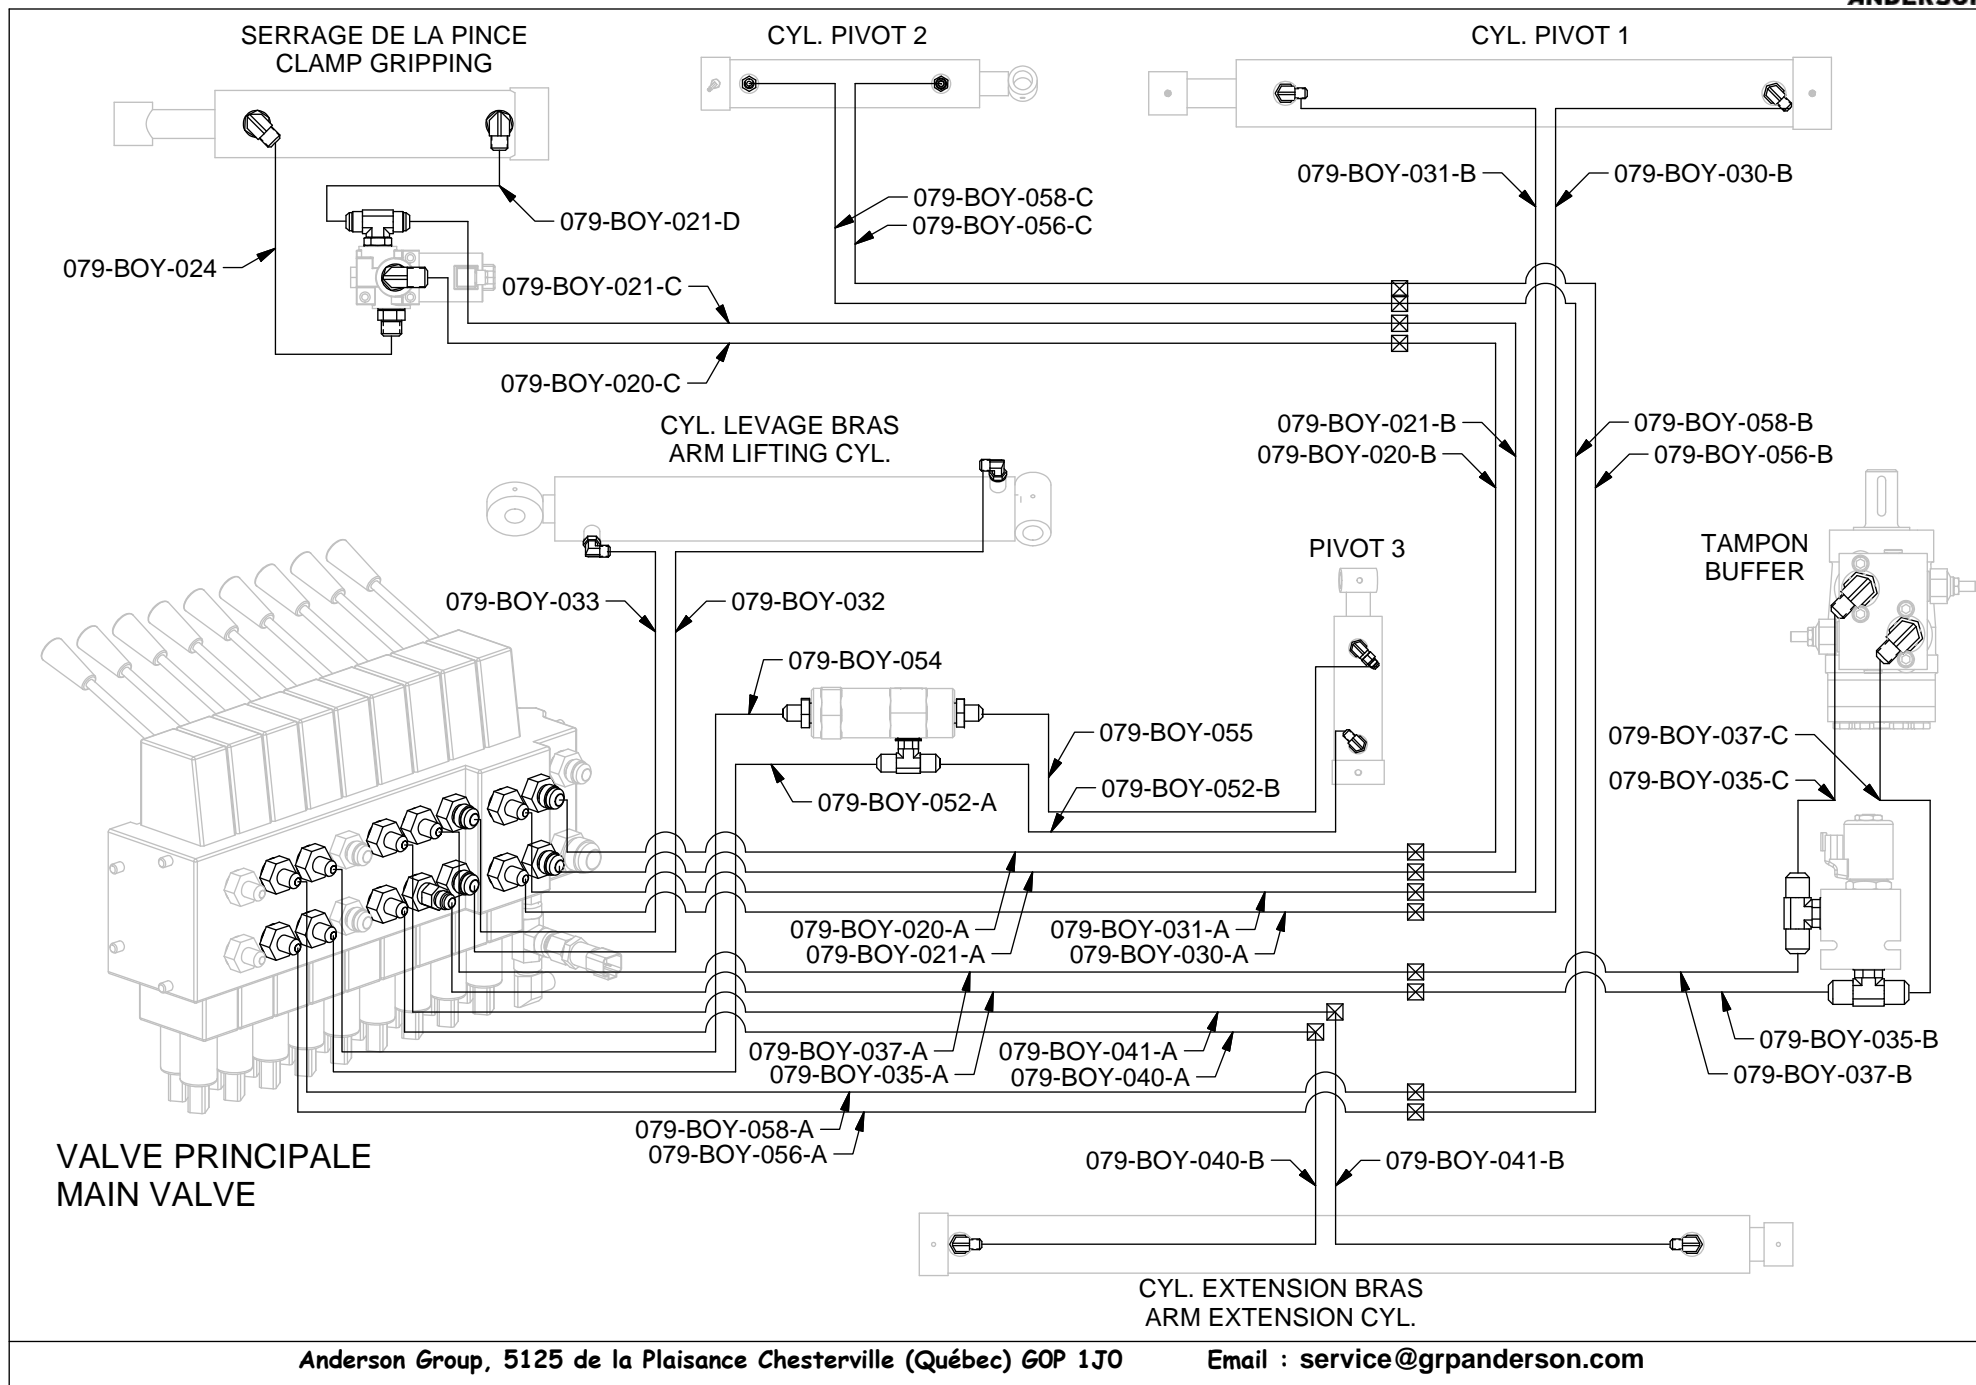 ANDERSON
SERRAGE DE LA PINCE
CLAMP GRIPPING
CYL. PIVOT 2
CYL. PIVOT 1
079-BOY-031-B
079-BOY-030-B
079-BOY-058-C
079-BOY-056-C
079-BOY-021-D
079-BOY-024
079-BOY-021-C
079-BOY-020-C
CYL. LEVAGE BRAS
ARM LIFTING CYL.
079-BOY-021-B
079-BOY-020-B
079-BOY-058-B
079-BOY-056-B
PIVOT 3
TAMPON
BUFFER
079-BOY-033
079-BOY-032
079-BOY-054
079-BOY-055
079-BOY-052-B
079-BOY-052-A
079-BOY-037-C
079-BOY-035-C
079-BOY-020-A
079-BOY-021-A
079-BOY-031-A
079-BOY-030-A
079-BOY-037-A
079-BOY-035-A
079-BOY-041-A
079-BOY-040-A
079-BOY-035-B
079-BOY-037-B
079-BOY-058-A
079-BOY-056-A
079-BOY-040-B
079-BOY-041-B
VALVE PRINCIPALE
MAIN VALVE
CYL. EXTENSION BRAS
ARM EXTENSION CYL.
Anderson Group, 5125 de la Plaisance Chesterville (Québec) G0P 1J0 Email : service@grpanderson.com